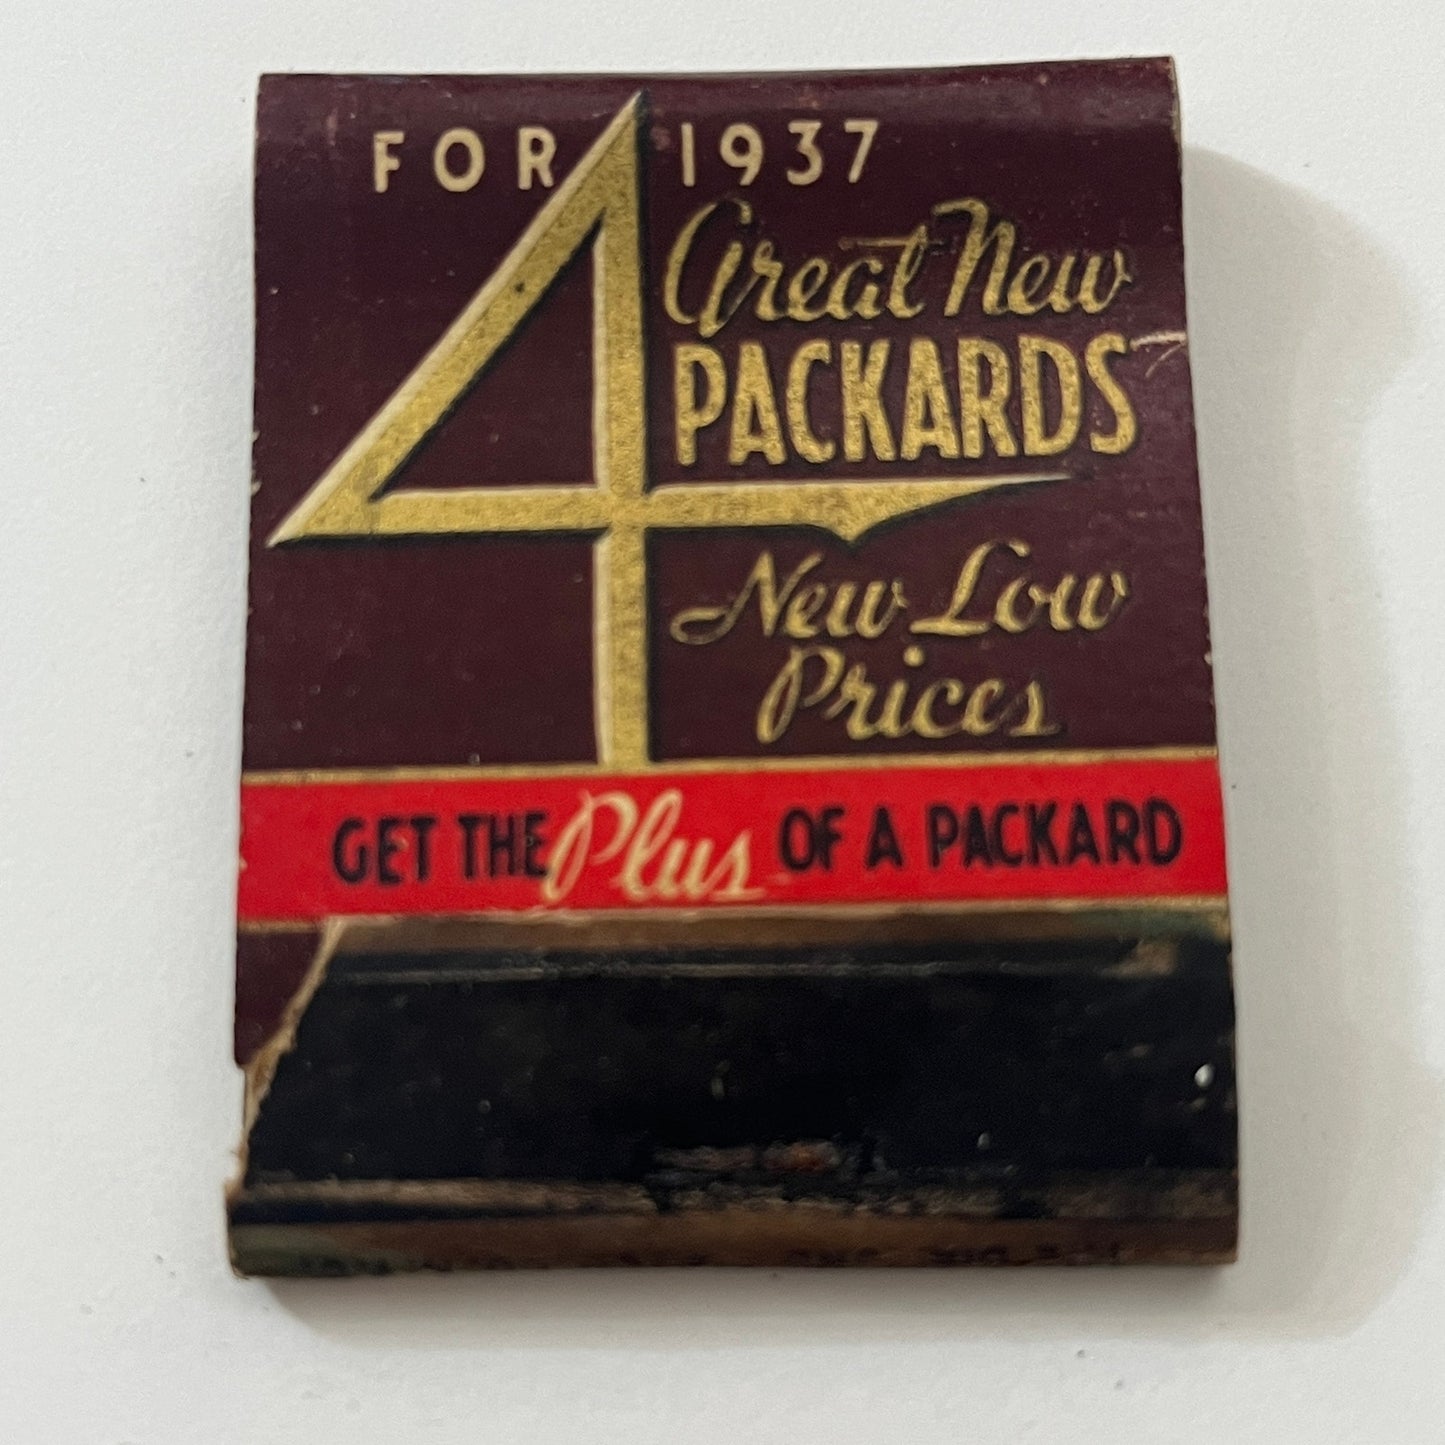 FOR 1937
4 Great New
PACKARDS
New Low
Prices
GET THE Plus OF A PACKARD